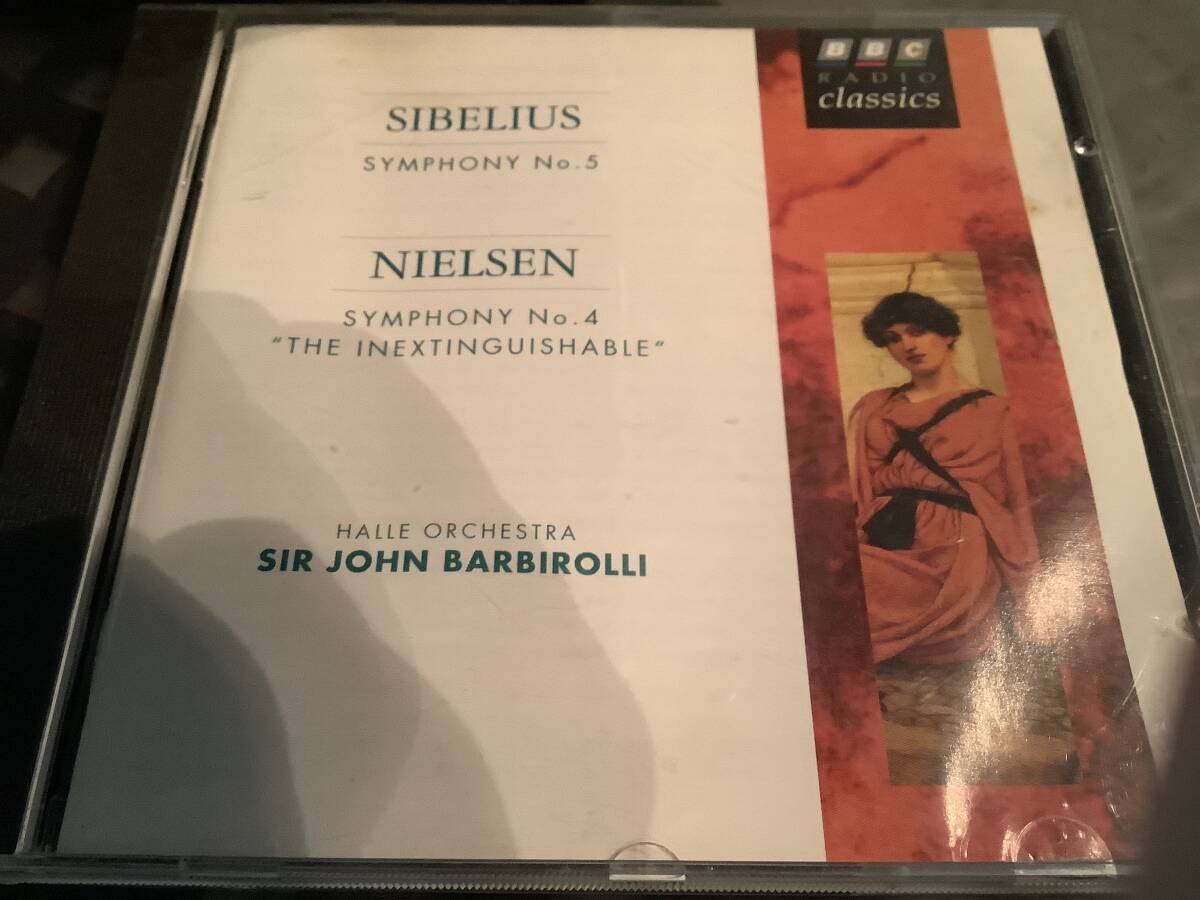 BBC
RADIO
classics
SIBELIUS
SYMPHONY No.5
NIELSEN
SYMPHONY No.4
"THE INEXTINGUISHABLE"
HALLE ORCHESTRA
SIR JOHN BARBIROLLI